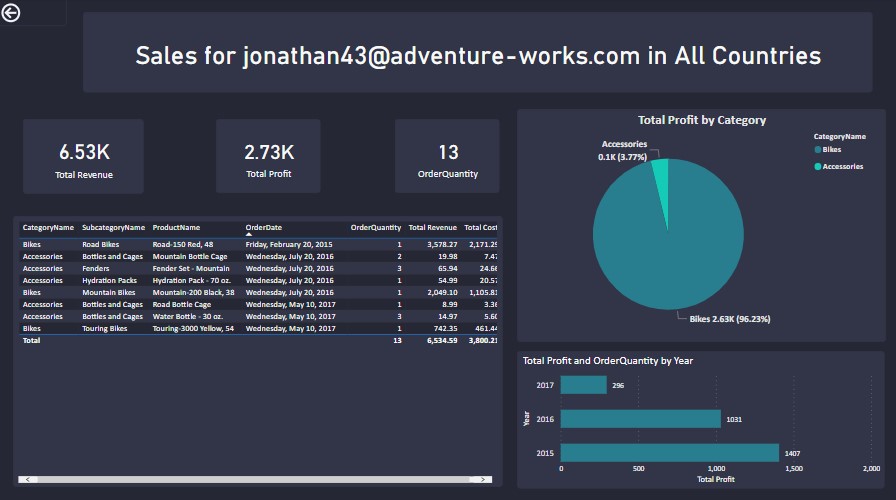 Sales for jonathan43@adventure-works.com in All Countries
6.53K
Total Revenue
2.73K
Total Profit
13
OrderQuantity
CategoryName SubcategoryName ProductName OrderDate OrderQuantity Total Revenue Total Cost
Bikes Road Bikes Road-150 Red, 48 Friday, February 20, 2015 1 3,578.27 2,171.29
Accessories Bottles and Cages Mountain Bottle Cage Wednesday, July 20, 2016 2 19.98 7.47
Accessories Fenders Fender Set - Mountain Wednesday, July 20, 2016 3 65.94 24.66
Accessories Hydration Packs Hydration Pack - 70 oz. Wednesday, July 20, 2016 1 54.99 20.57
Bikes Mountain Bikes Mountain-200 Black, 38 Wednesday, July 20, 2016 1 2,049.10 1,105.81
Accessories Bottles and Cages Road Bottle Cage Wednesday, May 10, 2017 1 8.99 3.36
Accessories Bottles and Cages Water Bottle - 30 oz. Wednesday, May 10, 2017 3 14.97 5.60
Bikes Touring Bikes Touring-3000 Yellow, 54 Wednesday, May 10, 2017 1 742.35 461.44
Total 13 6,534.59 3,800.21
Total Profit by Category
CategoryName
Bikes
Accessories
Accessories
0.1K (3.77%)
Bikes 2.63K (96.23%)
Total Profit and OrderQuantity by Year
Year
2017 296
2016 1031
2015 1407
0 500 1,000 1,500 2,000
Total Profit